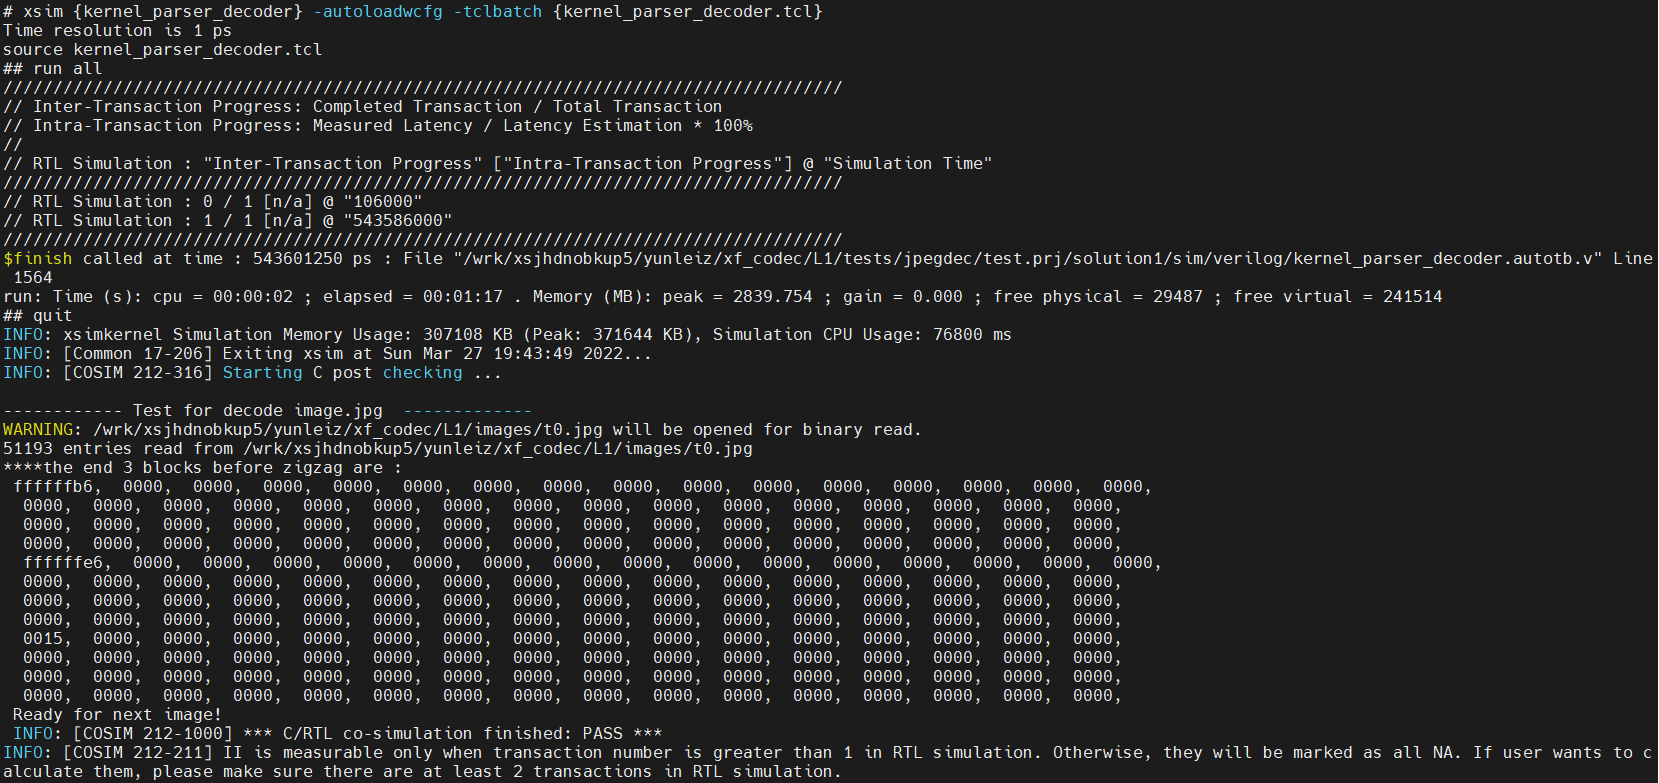 # xsim {kernel_parser_decoder} -autoloadwcfg -tclbatch {kernel_parser_decoder.tcl}
Time resolution is 1 ps
source kernel_parser_decoder.tcl
## run all
////////////////////////////////////////////////////////////////////////////////////
// Inter-Transaction Progress: Completed Transaction / Total Transaction
// Intra-Transaction Progress: Measured Latency / Latency Estimation * 100%
//
// RTL Simulation : "Inter-Transaction Progress" ["Intra-Transaction Progress"] @ "Simulation Time"
////////////////////////////////////////////////////////////////////////////////////
// RTL Simulation : 0 / 1 [n/a] @ "106000"
// RTL Simulation : 1 / 1 [n/a] @ "543586000"
////////////////////////////////////////////////////////////////////////////////////
$finish called at time : 543601250 ps : File "/wrk/xsjhdnobkup5/yunleiz/xf_codec/L1/tests/jpegdec/test.prj/solution1/sim/verilog/kernel_parser_decoder.autotb.v" Line
 1564
run: Time (s): cpu = 00:00:02 ; elapsed = 00:01:17 . Memory (MB): peak = 2839.754 ; gain = 0.000 ; free physical = 29487 ; free virtual = 241514
## quit
INFO: xsimkernel Simulation Memory Usage: 307108 KB (Peak: 371644 KB), Simulation CPU Usage: 76800 ms
INFO: [Common 17-206] Exiting xsim at Sun Mar 27 19:43:49 2022...
INFO: [COSIM 212-316] Starting C post checking ...
------------ Test for decode image.jpg  -------------
WARNING: /wrk/xsjhdnobkup5/yunleiz/xf_codec/L1/images/t0.jpg will be opened for binary read.
51193 entries read from /wrk/xsjhdnobkup5/yunleiz/xf_codec/L1/images/t0.jpg
****the end 3 blocks before zigzag are :
 ffffffb6,  0000,  0000,  0000,  0000,  0000,  0000,  0000,  0000,  0000,  0000,  0000,  0000,  0000,  0000,  0000,
  0000,  0000,  0000,  0000,  0000,  0000,  0000,  0000,  0000,  0000,  0000,  0000,  0000,  0000,  0000,  0000,
  0000,  0000,  0000,  0000,  0000,  0000,  0000,  0000,  0000,  0000,  0000,  0000,  0000,  0000,  0000,  0000,
  0000,  0000,  0000,  0000,  0000,  0000,  0000,  0000,  0000,  0000,  0000,  0000,  0000,  0000,  0000,  0000,
  ffffffe6,  0000,  0000,  0000,  0000,  0000,  0000,  0000,  0000,  0000,  0000,  0000,  0000,  0000,  0000,  0000,
  0000,  0000,  0000,  0000,  0000,  0000,  0000,  0000,  0000,  0000,  0000,  0000,  0000,  0000,  0000,  0000,
  0000,  0000,  0000,  0000,  0000,  0000,  0000,  0000,  0000,  0000,  0000,  0000,  0000,  0000,  0000,  0000,
  0000,  0000,  0000,  0000,  0000,  0000,  0000,  0000,  0000,  0000,  0000,  0000,  0000,  0000,  0000,  0000,
  0015,  0000,  0000,  0000,  0000,  0000,  0000,  0000,  0000,  0000,  0000,  0000,  0000,  0000,  0000,  0000,
  0000,  0000,  0000,  0000,  0000,  0000,  0000,  0000,  0000,  0000,  0000,  0000,  0000,  0000,  0000,  0000,
  0000,  0000,  0000,  0000,  0000,  0000,  0000,  0000,  0000,  0000,  0000,  0000,  0000,  0000,  0000,  0000,
  0000,  0000,  0000,  0000,  0000,  0000,  0000,  0000,  0000,  0000,  0000,  0000,  0000,  0000,  0000,  0000,
 Ready for next image!
 INFO: [COSIM 212-1000] *** C/RTL co-simulation finished: PASS ***
INFO: [COSIM 212-211] II is measurable only when transaction number is greater than 1 in RTL simulation. Otherwise, they will be marked as all NA. If user wants to c
alculate them, please make sure there are at least 2 transactions in RTL simulation.